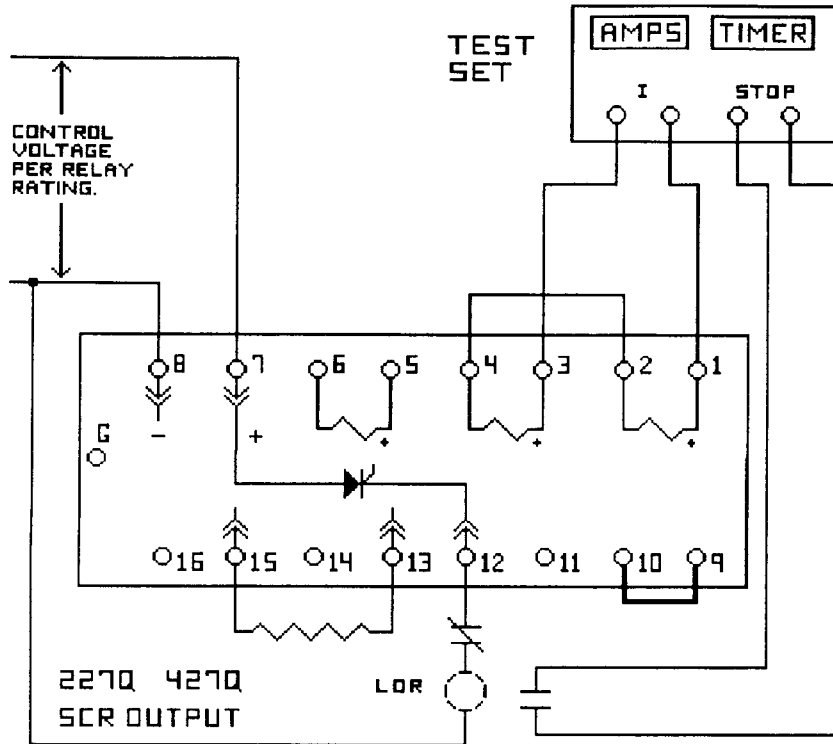 TEST
SET
AMPS TIMER
I STOP
CONTROL
VOLTAGE
PER RELAY
RATING.
8 7 6 5 4 3 2 1
G - + + + +
16 15 14 13 12 11 10 9
LOR
227Q 427Q
SCR OUTPUT